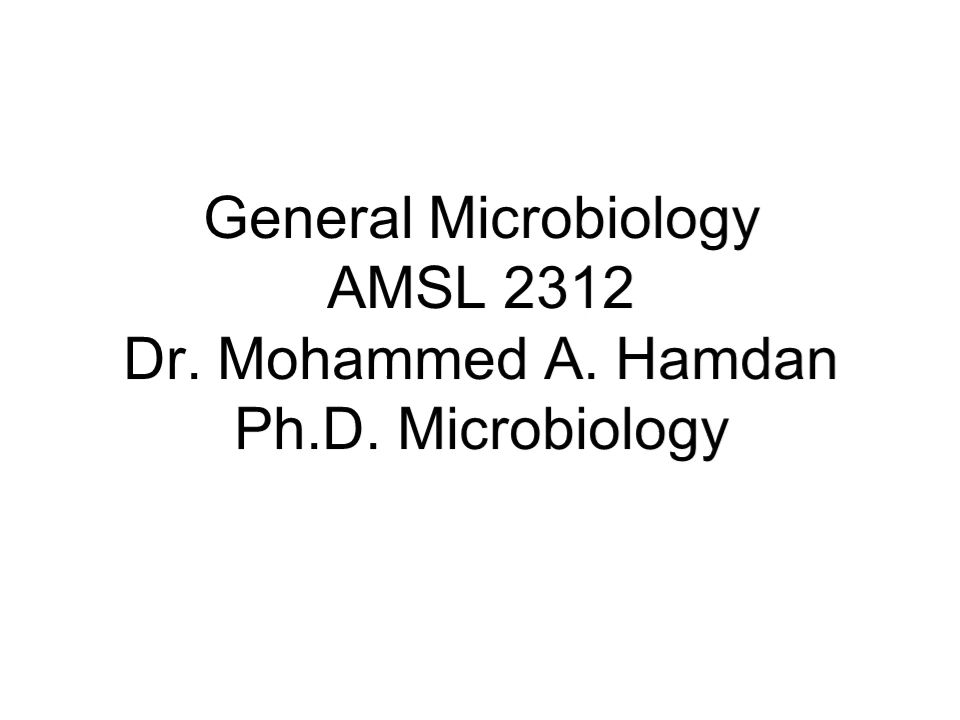 General Microbiology
AMSL 2312
Dr. Mohammed A. Hamdan
Ph.D. Microbiology